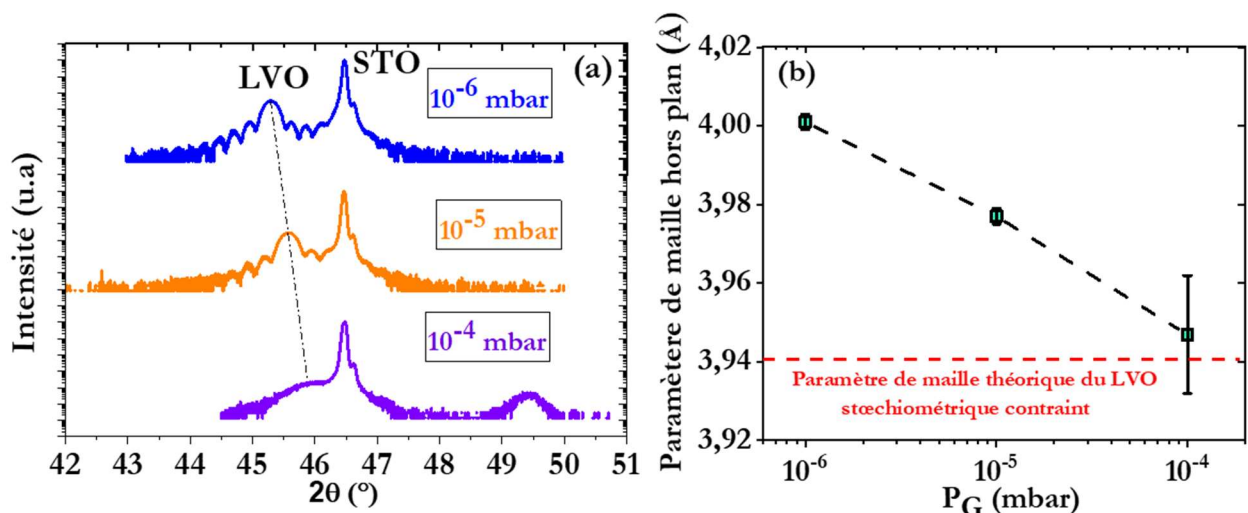 (a)
LVO
STO
10⁻⁶ mbar
10⁻⁵ mbar
10⁻⁴ mbar
Intensité (u.a)
42 43 44 45 46 47 48 49 50 51
2θ (º)
(b)
Paramètere de maille hors plan (Å)
4,02
4,00
3,98
3,96
3,94
3,92
Paramètre de maille théorique du LVO
stœchiométrique contraint
10⁻⁶ 10⁻⁵ 10⁻⁴
P_G (mbar)